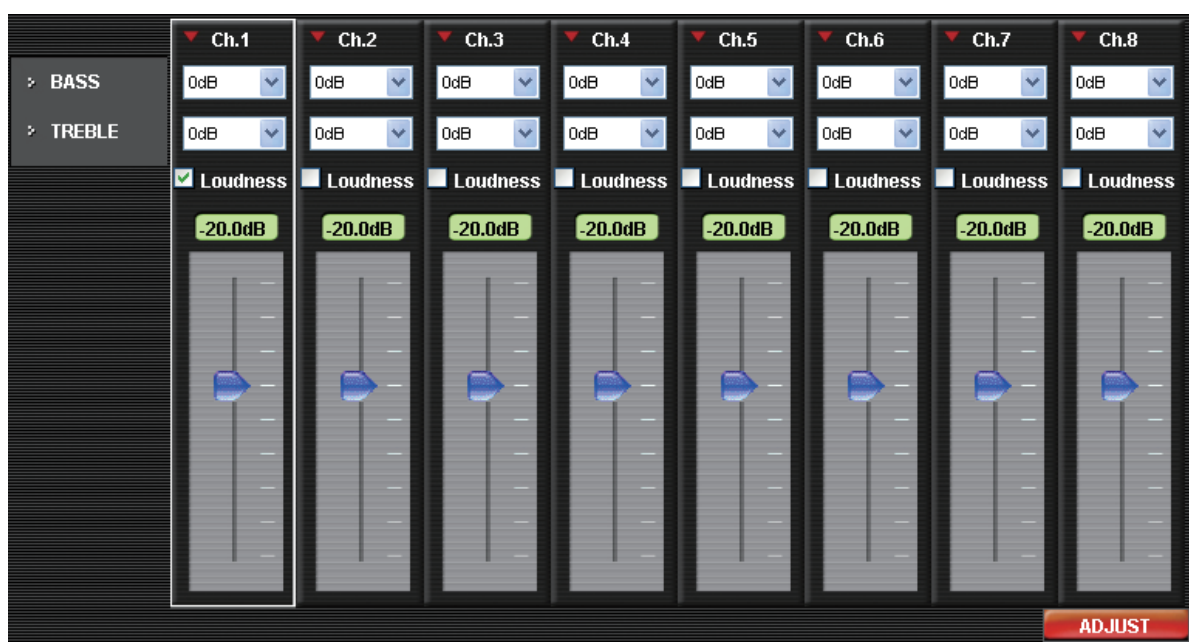 Ch.1 Ch.2 Ch.3 Ch.4 Ch.5 Ch.6 Ch.7 Ch.8
BASS 0dB 0dB 0dB 0dB 0dB 0dB 0dB 0dB
TREBLE 0dB 0dB 0dB 0dB 0dB 0dB 0dB 0dB
Loudness Loudness Loudness Loudness Loudness Loudness Loudness Loudness
-20.0dB -20.0dB -20.0dB -20.0dB -20.0dB -20.0dB -20.0dB -20.0dB
ADJUST